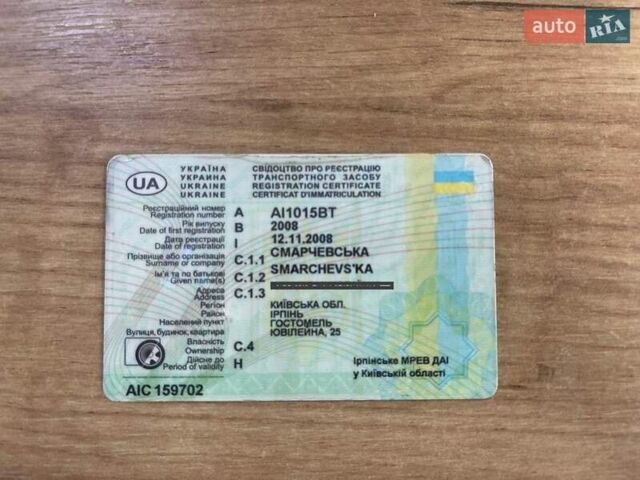 auto RIA .com
УКРАЇНА СВІДОЦТВО ПРО РЕЄСТРАЦІЮ
УКРАИНА ТРАНСПОРТНОГО ЗАСОБУ
UKRAINE REGISTRATION CERTIFICATE
UKRAINE CERTIFICAT D'IMMATRICULATION
UA
Реєстраційний номер
Registration number A AI1015BT
Рік випуску
Date of first registration B 2008
Дата реєстрації
I 12.11.2008
Прізвище або організація
Surname or company C.1.1 СМАРЧЕВСЬКА
Ім'я та по батькові
Given name(s) C.1.2 SMARCHEVS'KA
Адреса
Address C.1.3
Регіон КИЇВСЬКА ОБЛ.
Район ІРПІНЬ
Населений пункт ГОСТОМЕЛЬ
Вулиця, будинок, квартира ЮВІЛЕЙНА, 25
Власність
Ownership C.4
Дійсне до
Period of validity H
Ірпінське МРЕВ ДАІ
у Київській області
АІС 159702